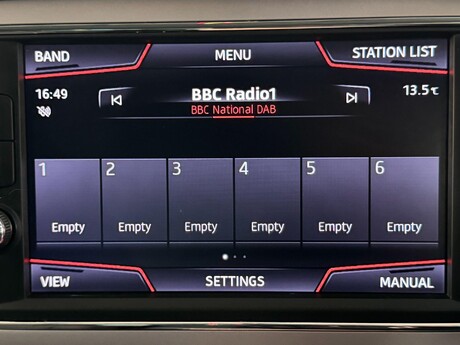 BAND MENU STATION LIST
16:49 BBC Radio1 13.5℃
BBC National DAB
1 2 3 4 5 6
Empty Empty Empty Empty Empty Empty
VIEW SETTINGS MANUAL